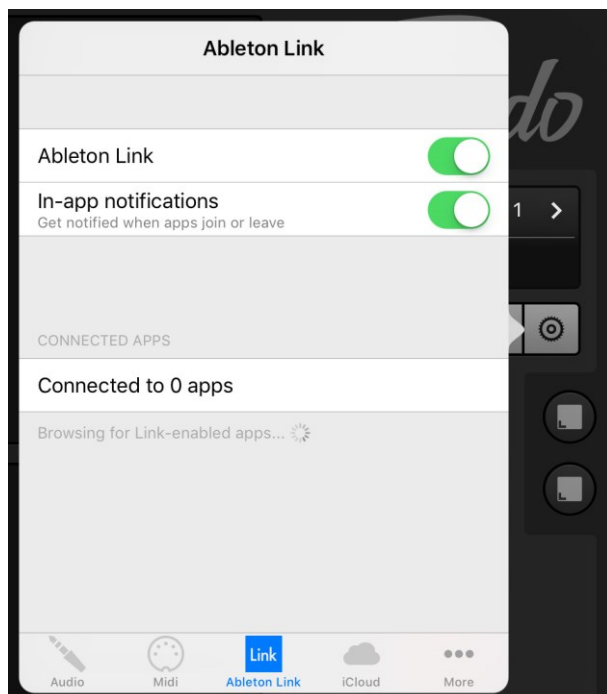 Ableton Link
do
Ableton Link
In-app notifications
Get notified when apps join or leave
1
CONNECTED APPS
Connected to 0 apps
Browsing for Link-enabled apps...
Link
Audio
Midi
Ableton Link
iCloud
More